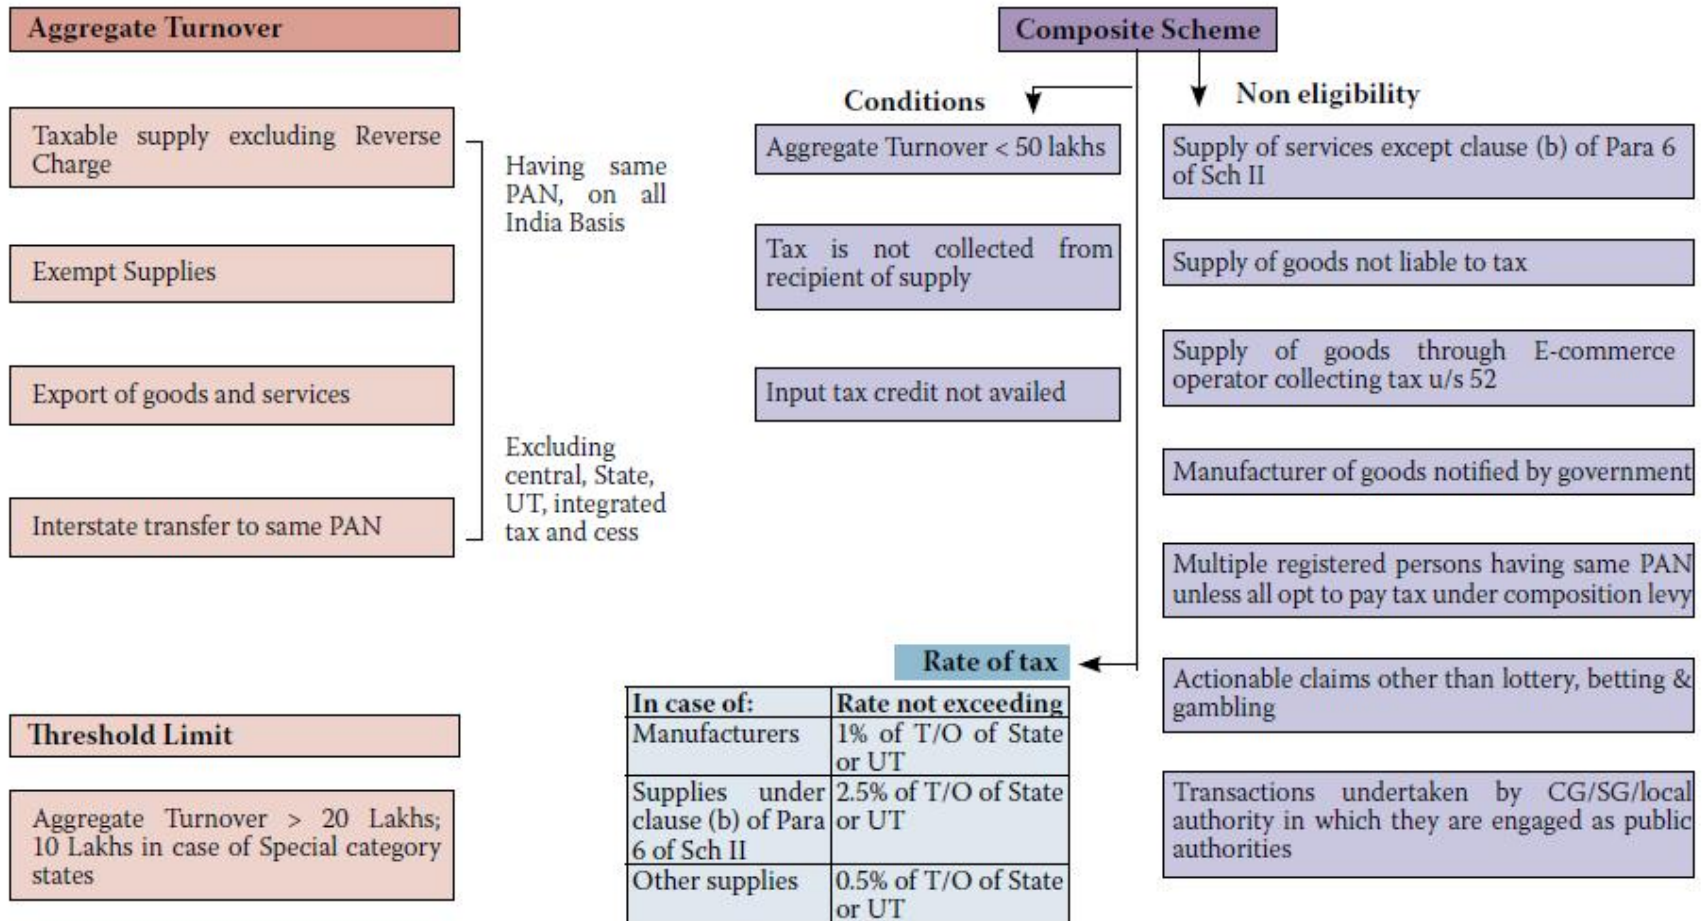 Aggregate Turnover
Taxable supply excluding Reverse
Charge
Exempt Supplies
Export of goods and services
Interstate transfer to same PAN
Having same
PAN, on all
India Basis
Excluding
central, State,
UT, integrated
tax and cess
Threshold Limit
Aggregate Turnover > 20 Lakhs;
10 Lakhs in case of Special category
states
Composite Scheme
Conditions
Aggregate Turnover < 50 lakhs
Tax is not collected from
recipient of supply
Input tax credit not availed
Non eligibility
Supply of services except clause (b) of Para 6
of Sch II
Supply of goods not liable to tax
Supply of goods through E-commerce
operator collecting tax u/s 52
Manufacturer of goods notified by government
Multiple registered persons having same PAN
unless all opt to pay tax under composition levy
Actionable claims other than lottery, betting &
gambling
Transactions undertaken by CG/SG/local
authority in which they are engaged as public
authorities
Rate of tax
In case of: Rate not exceeding
Manufacturers 1% of T/O of State
or UT
Supplies under 2.5% of T/O of State
clause (b) of Para or UT
6 of Sch II
Other supplies 0.5% of T/O of State
or UT